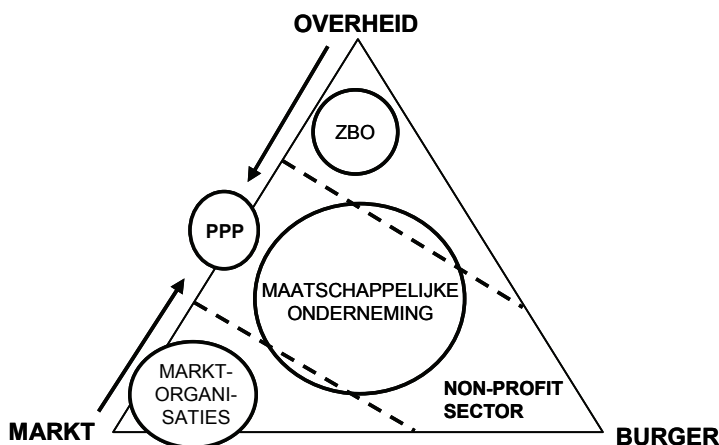 OVERHEID
ZBO
PPP
MAATSCHAPPELIJKE
ONDERNEMING
MARKT-
ORGANI-
SATIES
NON-PROFIT
SECTOR
MARKT
BURGER